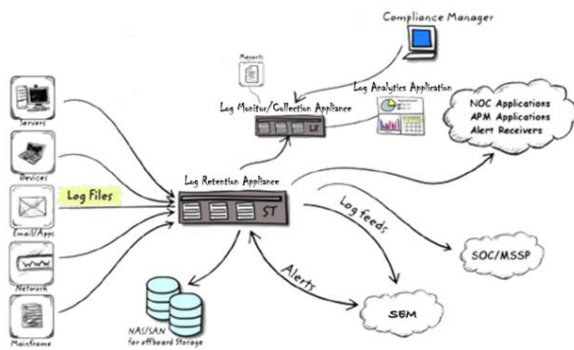 Compliance Manager
Reports
Log Analytics Application
Log Monitor/Collection Appliance
LX
NOC Applications
APM Applications
Alert Receivers
Servers
Devices
Log Files
Email/Apps
WWW
Network
Mainframe
Log Retention Appliance
ST
Log feeds
SOC/MSSP
Alerts
SEM
NAS/SAN
for offboard Storage